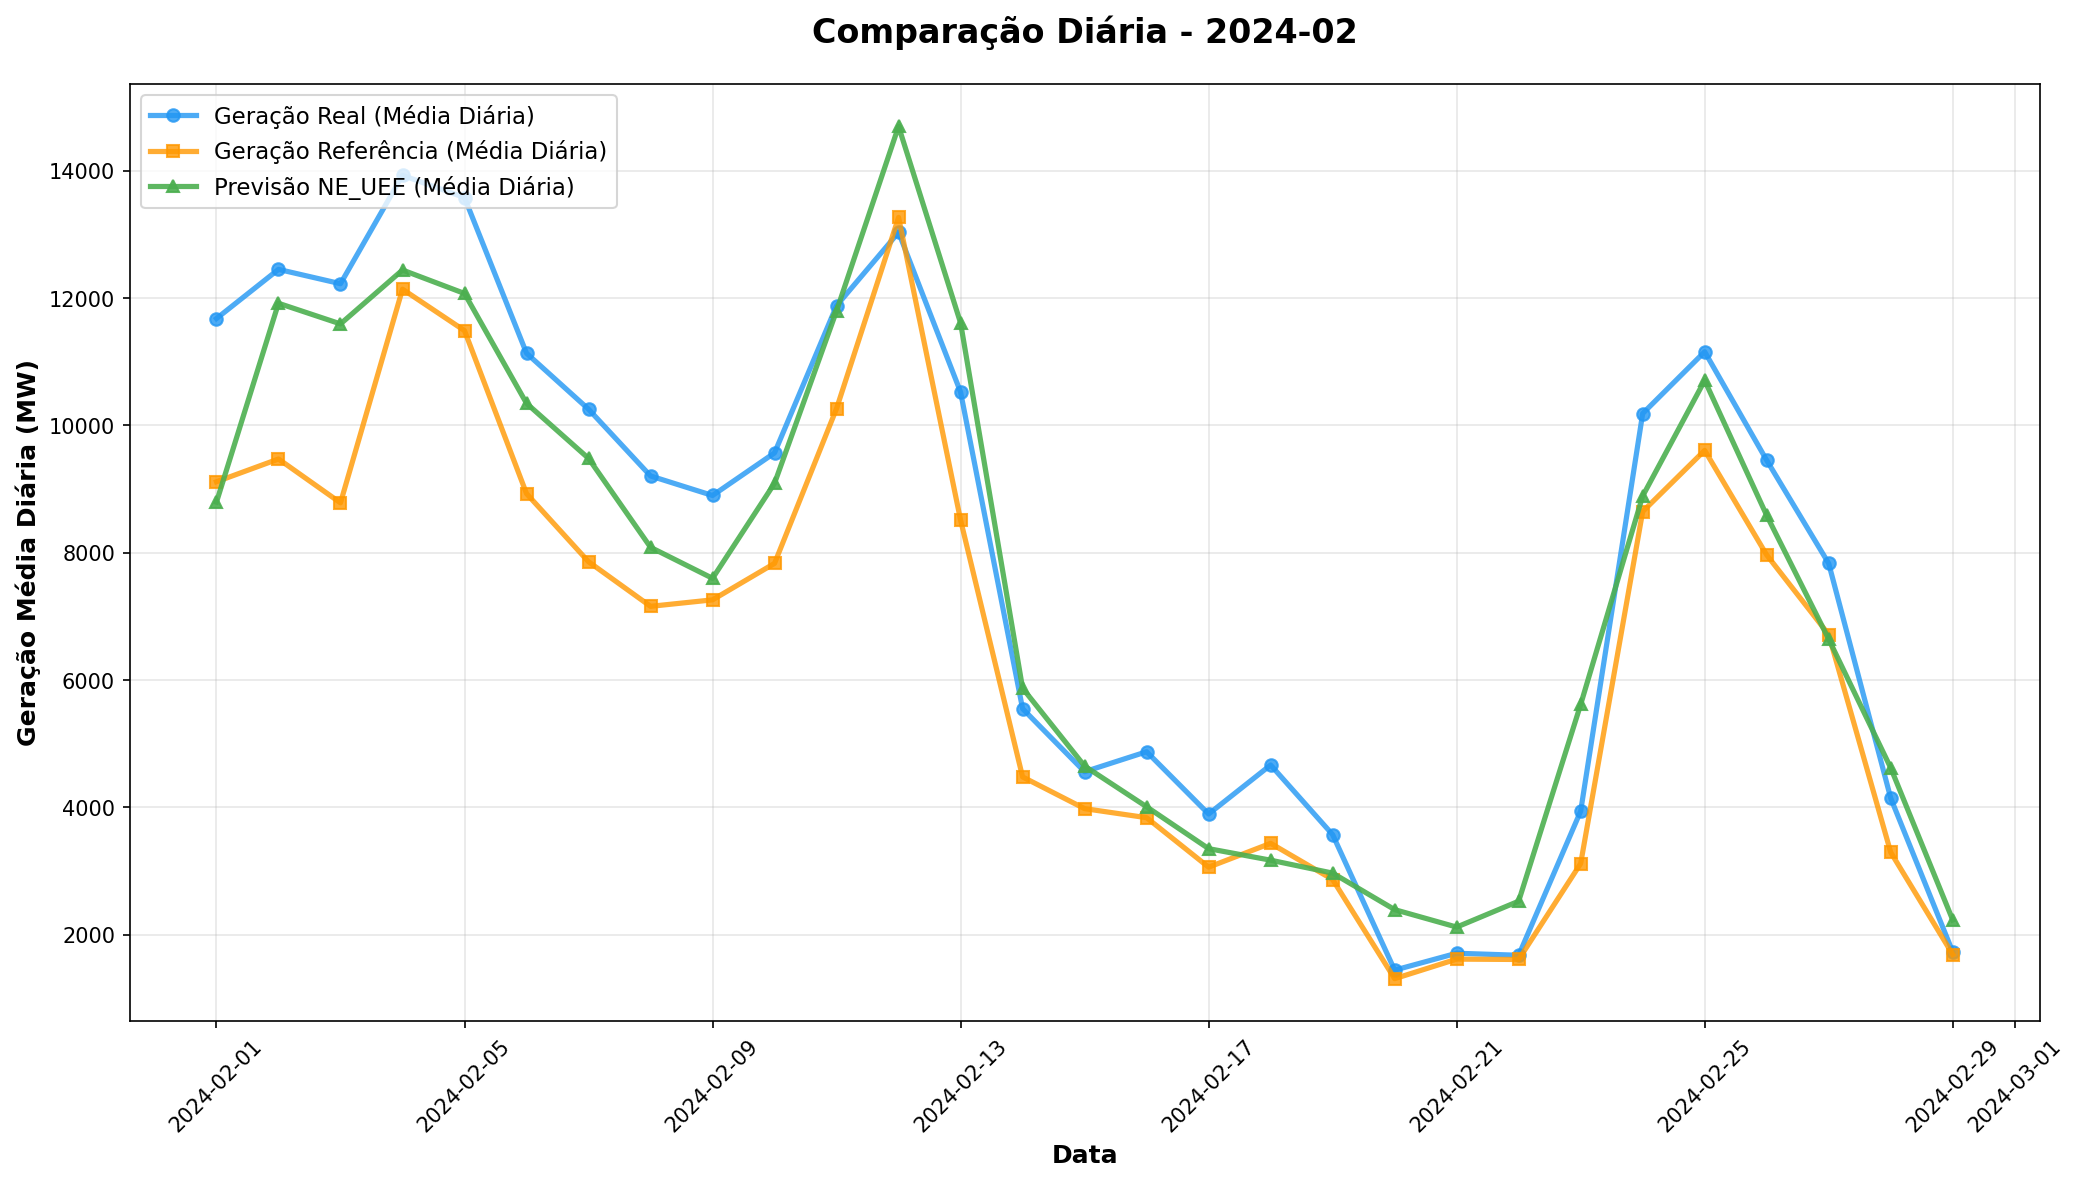 Comparação Diária - 2024-02
Geração Real (Média Diária)
Geração Referência (Média Diária)
Previsão NE_UEE (Média Diária)
Geração Média Diária (MW)
14000
12000
10000
8000
6000
4000
2000
2024-02-01
2024-02-05
2024-02-09
2024-02-13
2024-02-17
2024-02-21
2024-02-25
2024-02-29
2024-03-01
Data